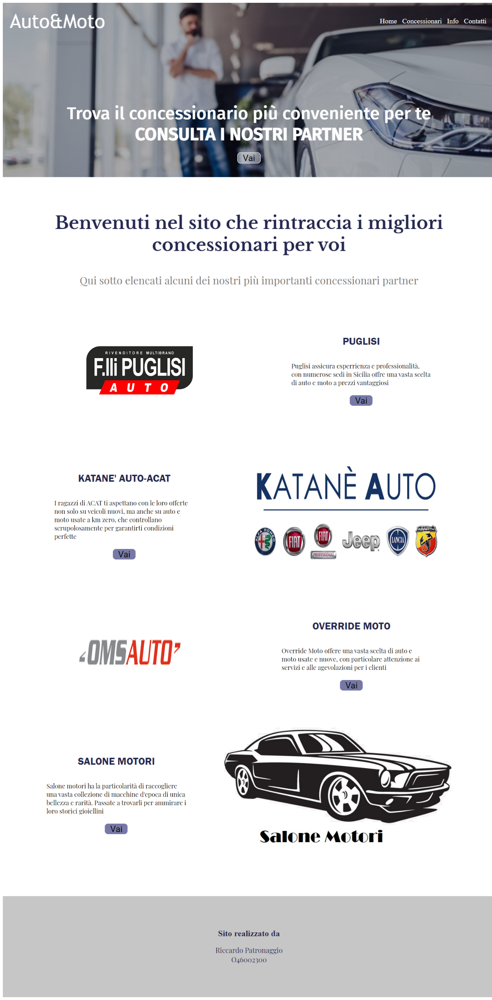 Auto&Moto
Home Concessionari Info Contatti
Trova il concessionario più conveniente per te
CONSULTA I NOSTRI PARTNER
Vai
Benvenuti nel sito che rintraccia i migliori
concessionari per voi
Qui sotto elencati alcuni dei nostri più importanti concessionari partner
RIVENDITORE MULTIBRAND
F.lli PUGLISI
AUTO
PUGLISI
Puglisi assicura esperrienza e professionalità,
con numerose sedi in Sicilia offre una vasta scelta
di auto e moto a prezzi vantaggiosi
Vai
KATANE' AUTO-ACAT
I ragazzi di ACAT ti aspettano con le loro offerte
non solo su veicoli nuovi, ma anche su auto e
moto usate a km zero, che controllano
scrupolosamente per garantirti condizioni
perfette
Vai
KATANÈ AUTO
ALFA ROMEO
FIAT
FIAT
PROFESSIONAL
Jeep
LANCIA
ABARTH
OMSAUTO
OVERRIDE MOTO
Override Moto offere una vasta scelta di auto e
moto usate e nuove, con particolare attenzione ai
servizi e alle agevolazioni per i clienti
Vai
SALONE MOTORI
Salone motori ha la particolarità di raccogliere
una vasta collezione di macchine d'epoca di unica
bellezza e rarità. Passate a trovarli per ammirare i
loro storici gioiellini
Vai
Salone Motori
Sito realizzato da
Riccardo Patronaggio
O46002300